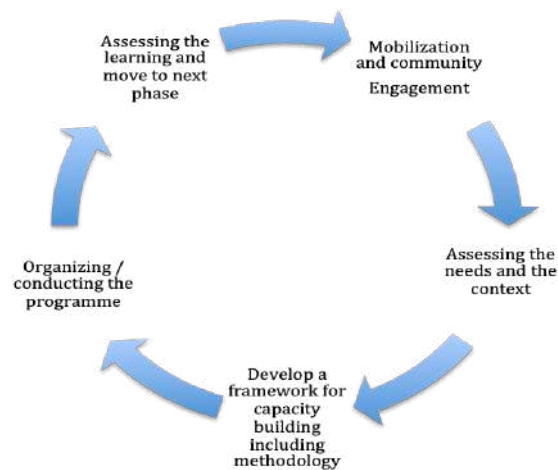 Assessing the
learning and
move to next
phase
Mobilization
and community
Engagement
Assessing the
needs and the
context
Develop a
framework for
capacity
building
including
methodology
Organizing /
conducting the
programme